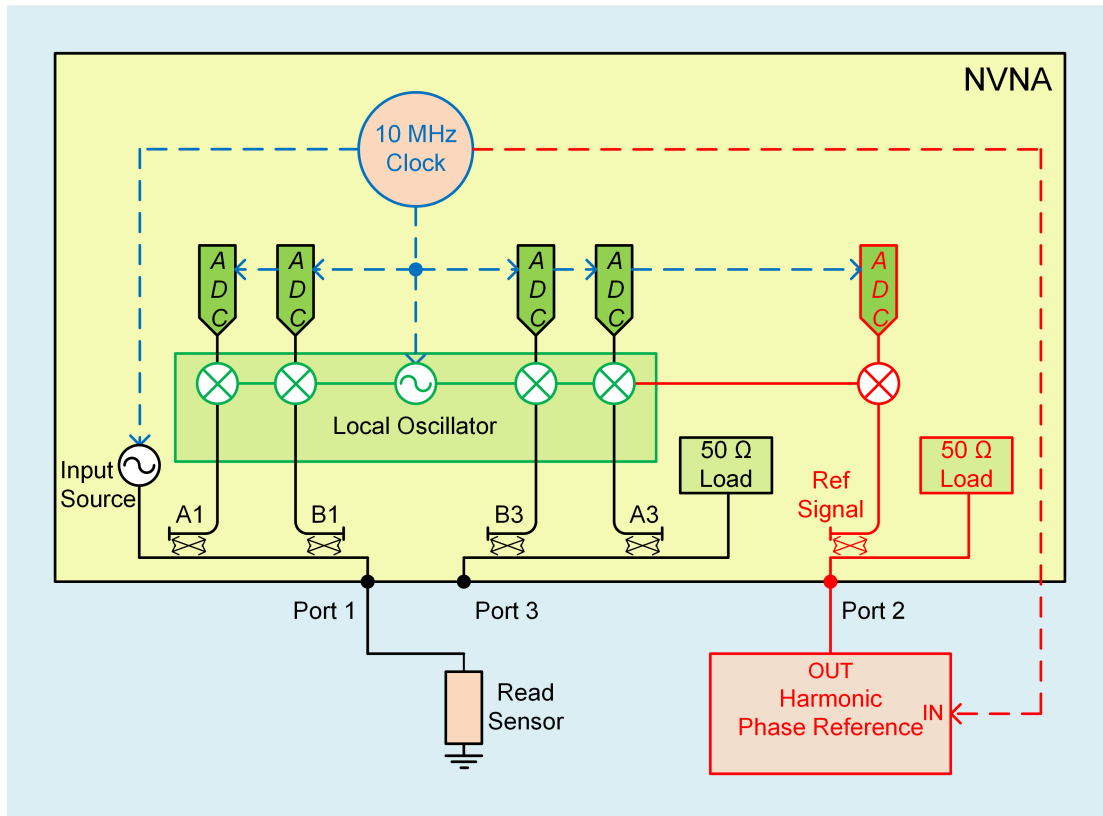 NVNA
10 MHz
Clock
A
D
C
A
D
C
A
D
C
A
D
C
A
D
C
Local Oscillator
Input
Source
A1
B1
B3
A3
50 Ω
Load
Ref
Signal
50 Ω
Load
Port 1
Port 3
Port 2
Read
Sensor
OUT
Harmonic
Phase Reference
IN